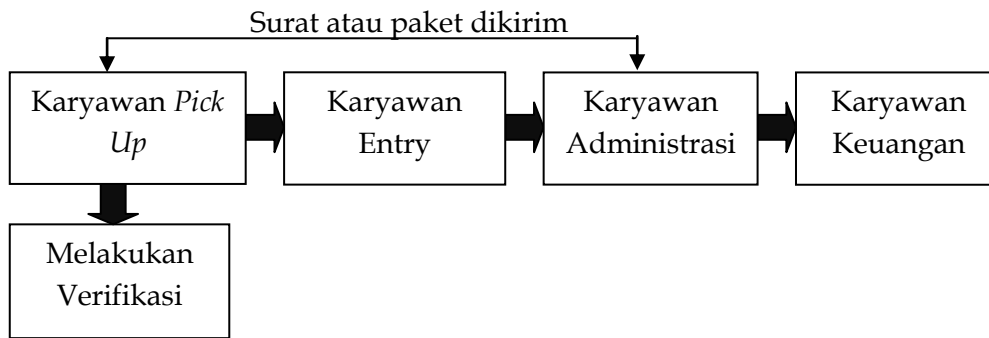 Surat atau paket dikirim
Karyawan Pick
Up
Karyawan
Entry
Karyawan
Administrasi
Karyawan
Keuangan
Melakukan
Verifikasi